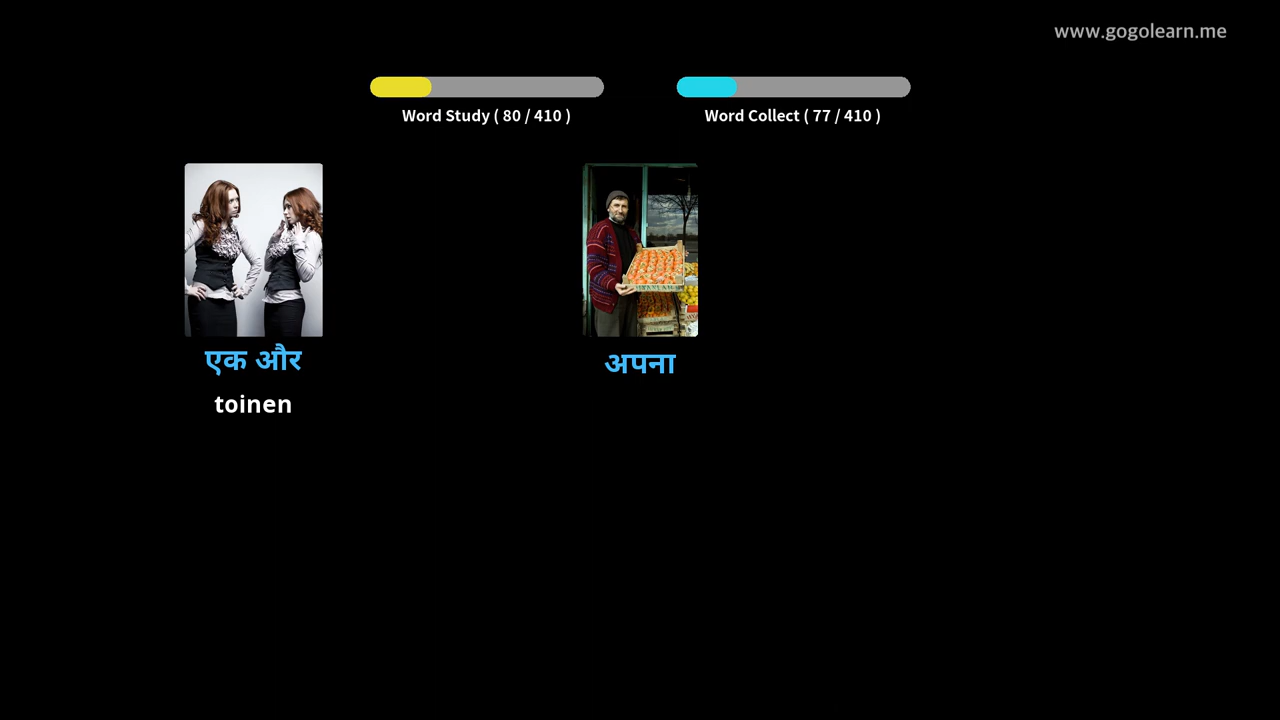 www.gogolearn.me
Word Study ( 80 / 410 )
Word Collect ( 77 / 410 )
एक और
अपना
toinen